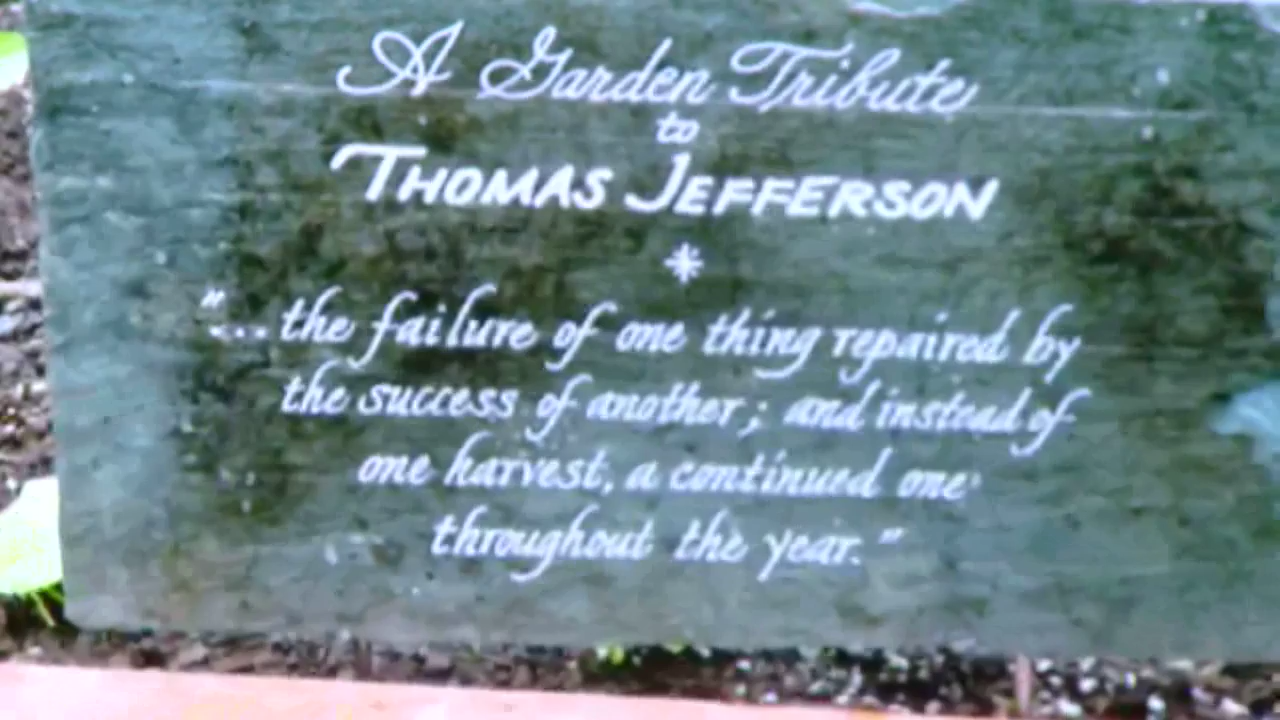 A Garden Tribute
to
THOMAS JEFFERSON
"...the failure of one thing repaired by
the success of another; and instead of
one harvest, a continued one
throughout the year."